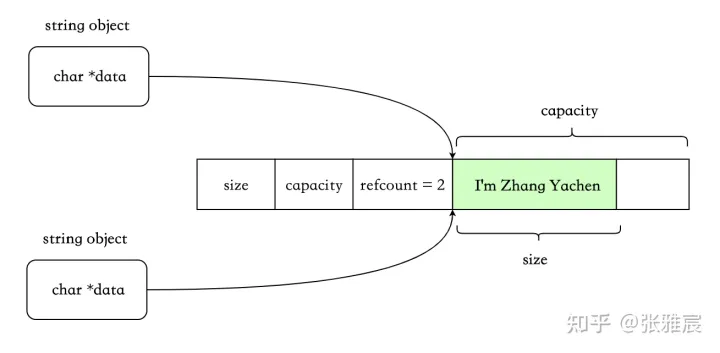 string object
char *data
capacity
size
capacity
refcount = 2
I'm Zhang Yachen
string object
size
char *data
知乎 @张雅宸